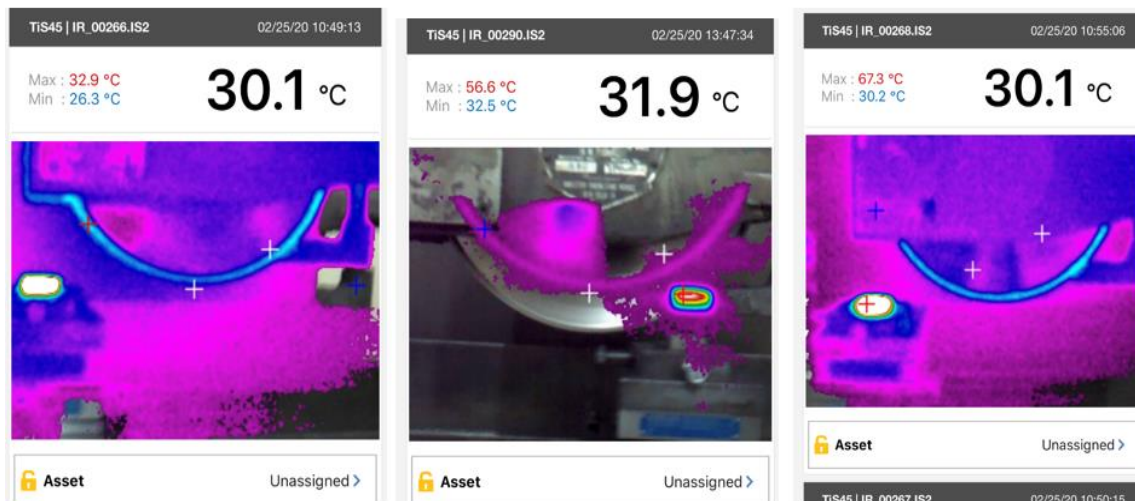 TiS45 | IR_00266.IS2 02/25/20 10:49:13
Max : 32.9 °C
Min : 26.3 °C
30.1 °C
Asset Unassigned >
TiS45 | IR_00290.IS2 02/25/20 13:47:34
Max : 56.6 °C
Min : 32.5 °C
31.9 °C
Asset Unassigned >
TiS45 | IR_00268.IS2 02/25/20 10:55:06
Max : 67.3 °C
Min : 30.2 °C
30.1 °C
Asset Unassigned >
TiS45 | IR_00267.IS2 02/25/20 10:50:15